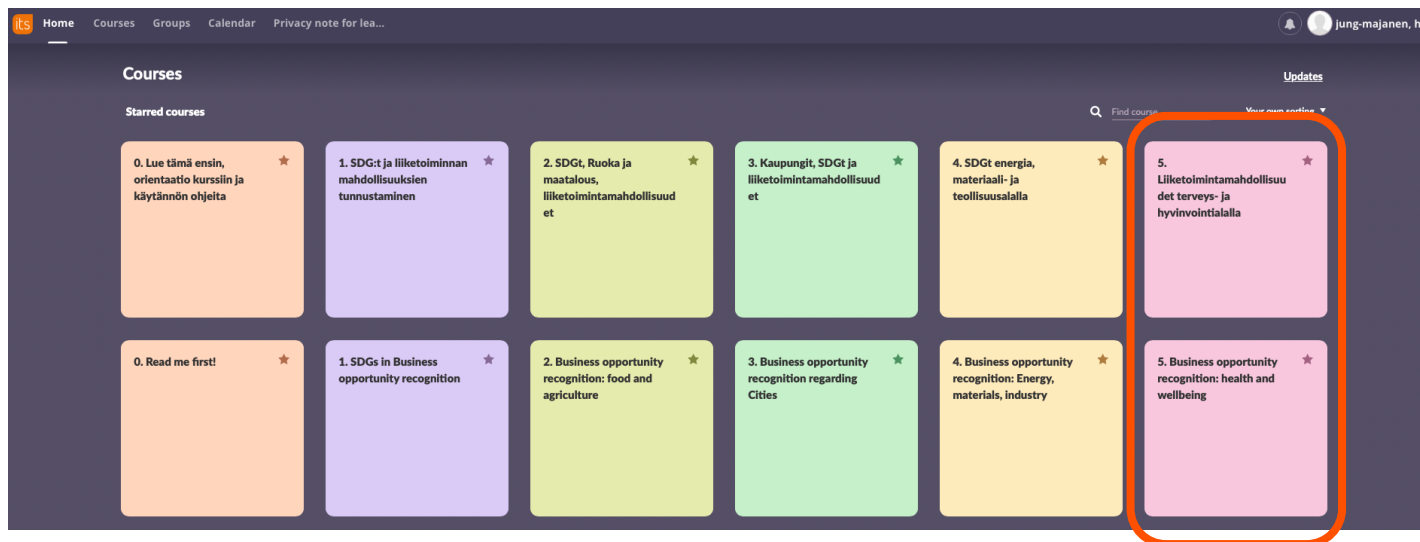 its Home Courses Groups Calendar Privacy note for lea... jung-majanen, h
Courses
Updates
Starred courses
Find course
Your own sorting
0. Lue tämä ensin,
orientaatio kurssiin ja
käytännön ohjeita
1. SDG:t ja liiketoiminnan
mahdollisuuksien
tunnustaminen
2. SDGt, Ruoka ja
maatalous,
liiketoimintamahdollisuud
et
3. Kaupungit, SDGt ja
liiketoimintamahdollisuud
et
4. SDGt energia,
materiaali- ja
teollisuusalalla
5.
Liiketoimintamahdollisuu
det terveys- ja
hyvinvointialalla
0. Read me first!
1. SDGs in Business
opportunity recognition
2. Business opportunity
recognition: food and
agriculture
3. Business opportunity
recognition regarding
Cities
4. Business opportunity
recognition: Energy,
materials, industry
5. Business opportunity
recognition: health and
wellbeing